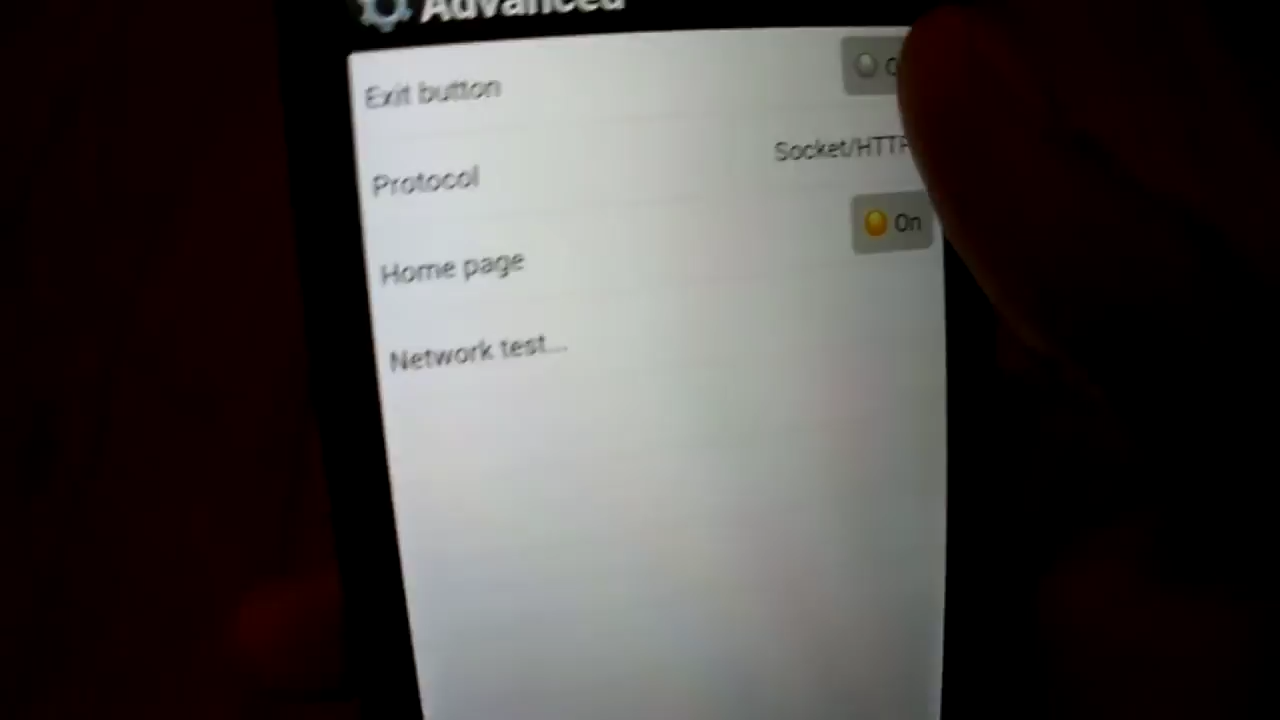 Advanced
Exit button
Protocol
Socket/HTTP
Home page
On
Network test...